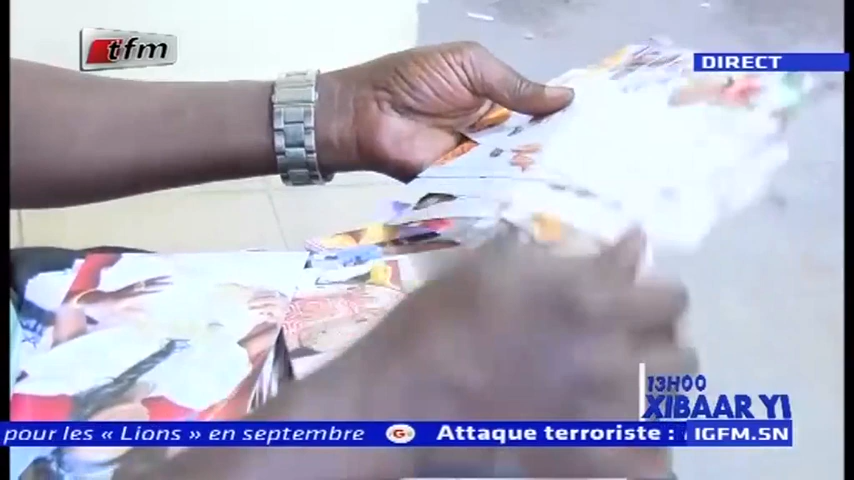 tfm
DIRECT
13H00
XIBAAR YI
pour les « Lions » en septembre G Attaque terroriste : IGFM.SN